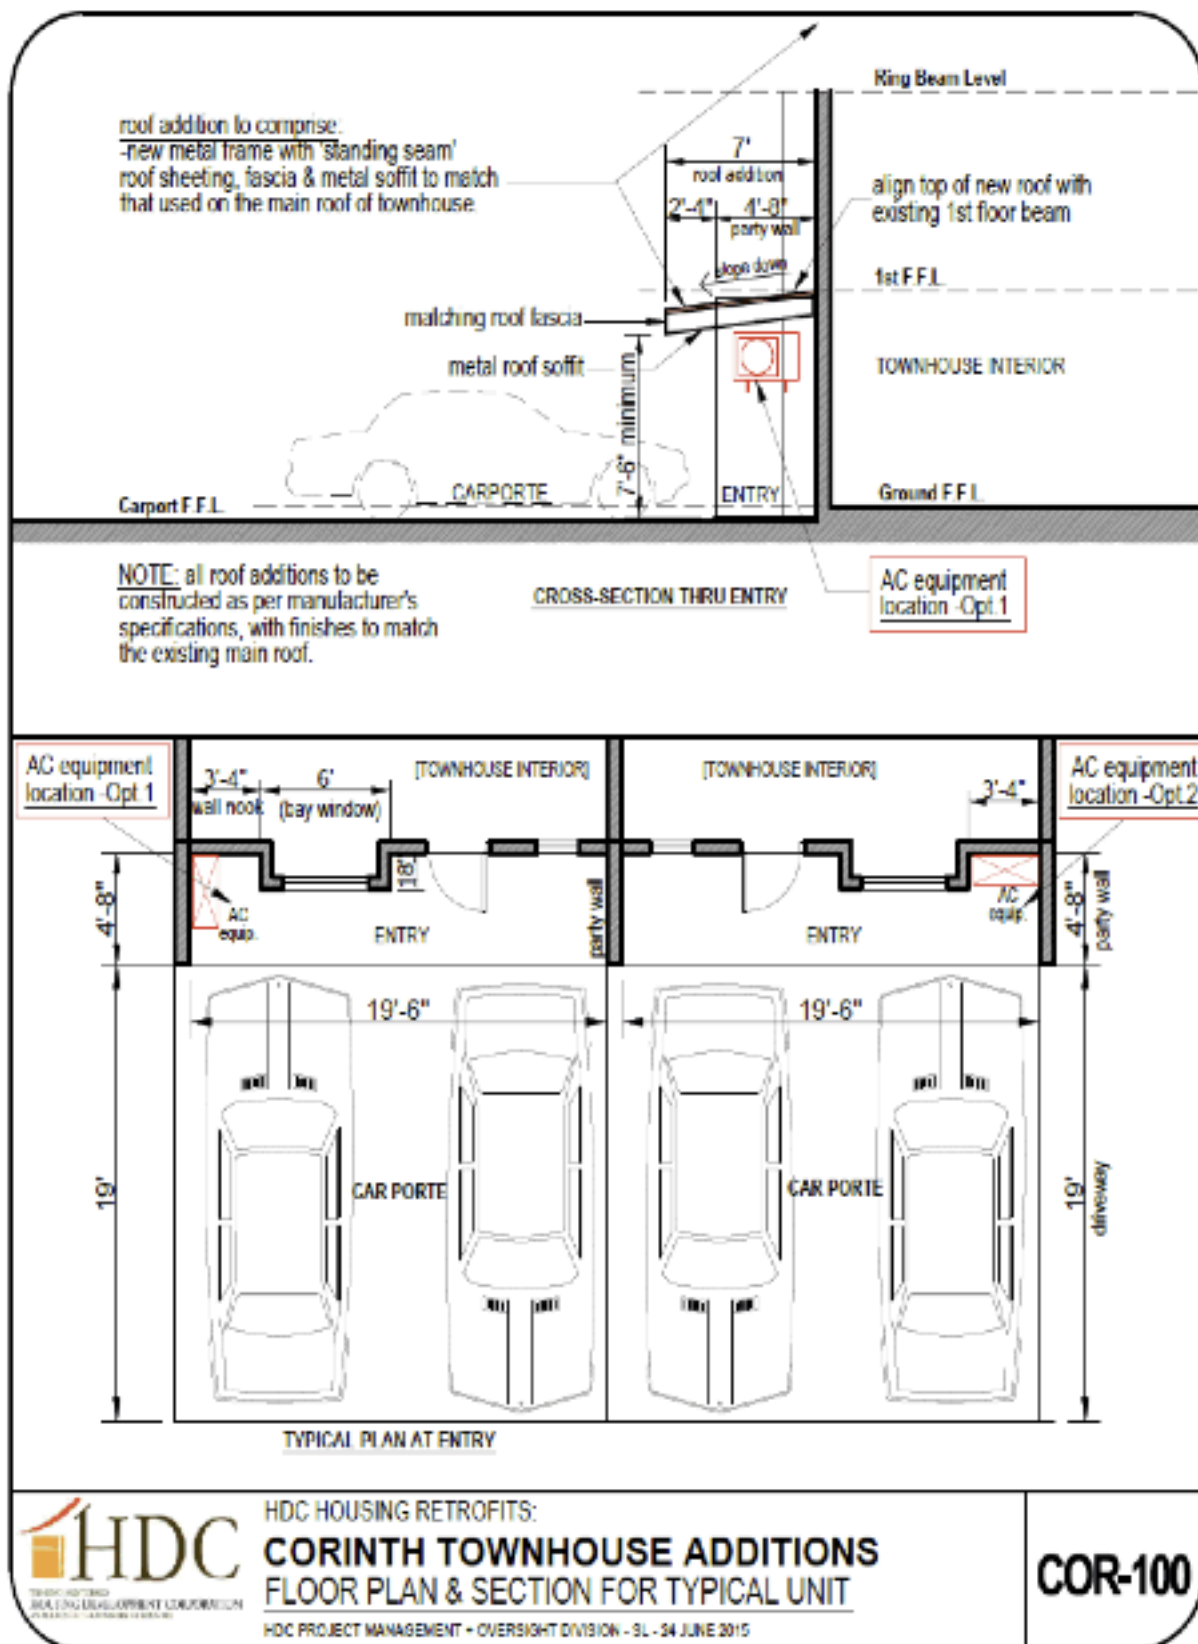 Ring Beam Level
roof addition to comprise:
-new metal frame with 'standing seam'
roof sheeting, fascia & metal soffit to match
that used on the main roof of townhouse.
7'
roof addition
2'-4"
4'-8"
party wall
slope down
align top of new roof with
existing 1st floor beam
1st F.F.L.
matching roof fascia
metal roof soffit
7'-6" minimum
TOWNHOUSE INTERIOR
CARPORTE
ENTRY
Carport F.F.L.
Ground F.F.L.
NOTE: all roof additions to be
constructed as per manufacturer's
specifications, with finishes to match
the existing main roof.
CROSS-SECTION THRU ENTRY
AC equipment
location -Opt.1
AC equipment
location -Opt.1
3'-4"
wall nook
6'
(bay window)
[TOWNHOUSE INTERIOR]
[TOWNHOUSE INTERIOR]
3'-4"
AC equipment
location -Opt.2
4'-8"
AC
equip.
18"
ENTRY
party wall
ENTRY
AC
equip.
4'-8"
party wall
19'-6"
19'-6"
19'
CAR PORTE
CAR PORTE
19'
driveway
TYPICAL PLAN AT ENTRY
HDC
HOUSING DEVELOPMENT CORPORATION
HDC HOUSING RETROFITS:
CORINTH TOWNHOUSE ADDITIONS
FLOOR PLAN & SECTION FOR TYPICAL UNIT
HDC PROJECT MANAGEMENT + OVERSIGHT DIVISION - SL - 24 JUNE 2015
COR-100